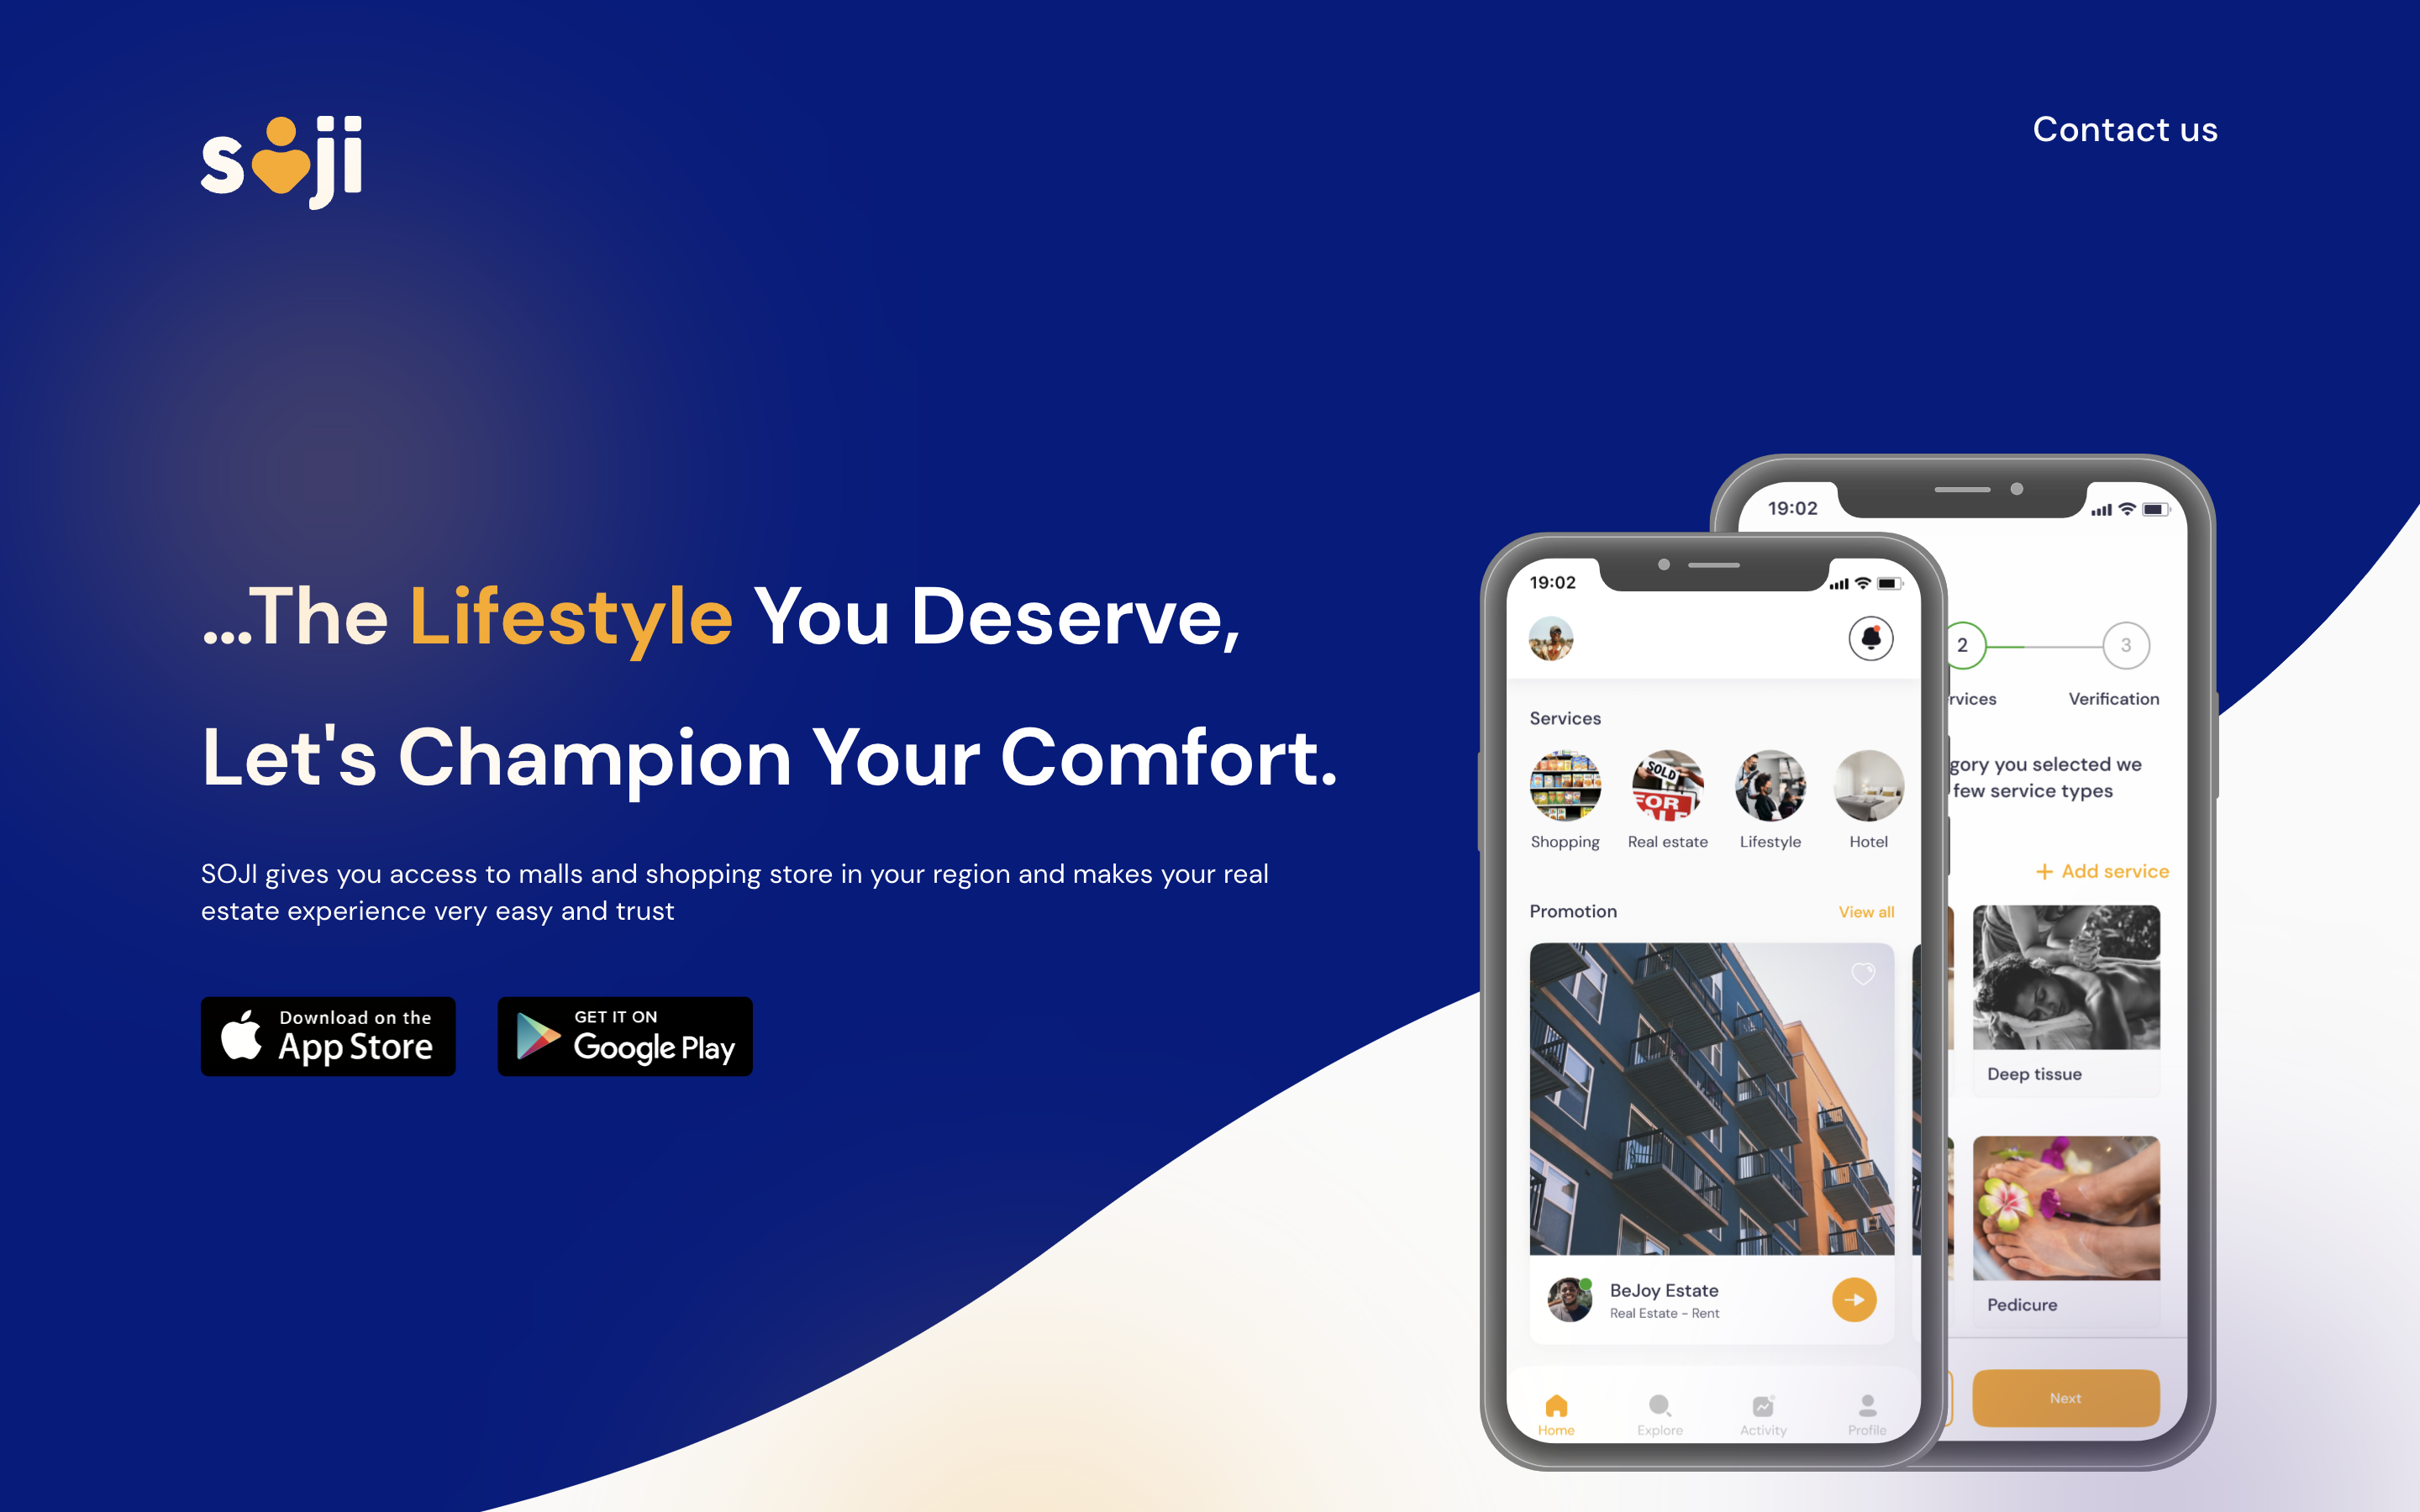 soji
Contact us
...The Lifestyle You Deserve,
Let's Champion Your Comfort.
SOJI gives you access to malls and shopping store in your region and makes your real
estate experience very easy and trust
Download on the
App Store
GET IT ON
Google Play
19:02
Services
SOLD
FOR
Shopping
Real estate
Lifestyle
Hotel
Promotion
View all
BeJoy Estate
Real Estate - Rent
Home
Explore
Activity
Profile
19:02
2
3
rvices
Verification
gory you selected we
few service types
+ Add service
Deep tissue
Pedicure
Next